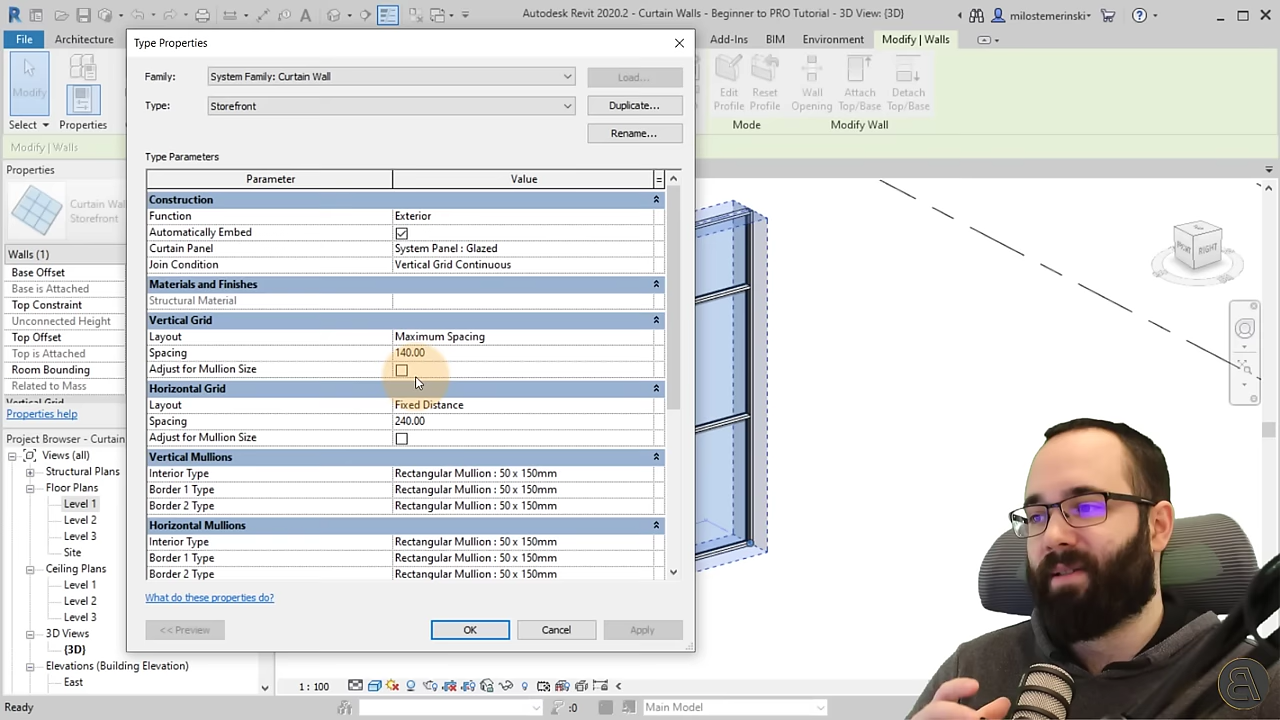 Autodesk Revit 2020.2 - Curtain Walls - Beginner to PRO Tutorial - 3D View: {3D}
milostemerinski
File
Architecture
Add-Ins
BIM
Environment
Modify | Walls
Modify
Edit Profile
Reset Profile
Wall Opening
Attach Top/Base
Detach Top/Base
Select
Properties
Mode
Modify Wall
Modify | Walls
Properties
Curtain Wall
Storefront
Walls (1)
Base Offset
Base is Attached
Top Constraint
Unconnected Height
Top Offset
Top is Attached
Room Bounding
Related to Mass
Vertical Grid
Properties help
Project Browser - Curtain
Views (all)
Structural Plans
Floor Plans
Level 1
Level 2
Level 3
Site
Ceiling Plans
Level 1
Level 2
Level 3
3D Views
{3D}
Elevations (Building Elevation)
East
Type Properties
Family:
System Family: Curtain Wall
Load...
Type:
Storefront
Duplicate...
Rename...
Type Parameters
Parameter Value =
Construction
Function Exterior
Automatically Embed
Curtain Panel System Panel : Glazed
Join Condition Vertical Grid Continuous
Materials and Finishes
Structural Material
Vertical Grid
Layout Maximum Spacing
Spacing 140.00
Adjust for Mullion Size
Horizontal Grid
Layout Fixed Distance
Spacing 240.00
Adjust for Mullion Size
Vertical Mullions
Interior Type Rectangular Mullion : 50 x 150mm
Border 1 Type Rectangular Mullion : 50 x 150mm
Border 2 Type Rectangular Mullion : 50 x 150mm
Horizontal Mullions
Interior Type Rectangular Mullion : 50 x 150mm
Border 1 Type Rectangular Mullion : 50 x 150mm
Border 2 Type Rectangular Mullion : 50 x 150mm
What do these properties do?
<< Preview
OK
Cancel
Apply
FRONT
RIGHT
1 : 100
Ready
:0
Main Model